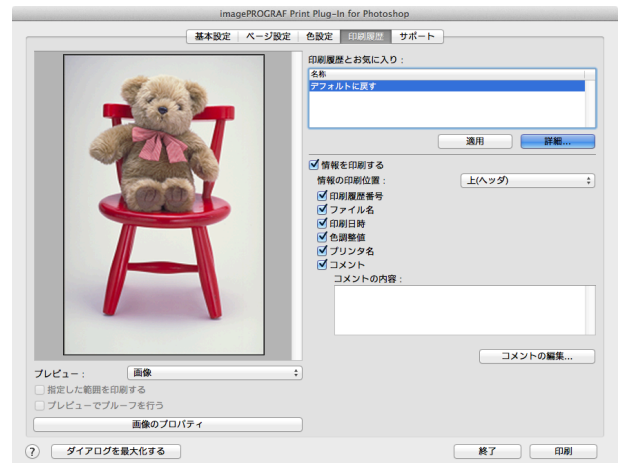 imagePROGRAF Print Plug-In for Photoshop
基本設定 ページ設定 色設定 印刷履歴 サポート
印刷履歴とお気に入り：
名称
デフォルトに戻す
適用 詳細...
情報を印刷する
情報の印刷位置： 上(ヘッダ)
印刷履歴番号
ファイル名
印刷日時
色調整値
プリンタ名
コメント
コメントの内容：
コメントの編集...
プレビュー： 画像
指定した範囲を印刷する
プレビューでプルーフを行う
画像のプロパティ
? ダイアログを最大化する 終了 印刷